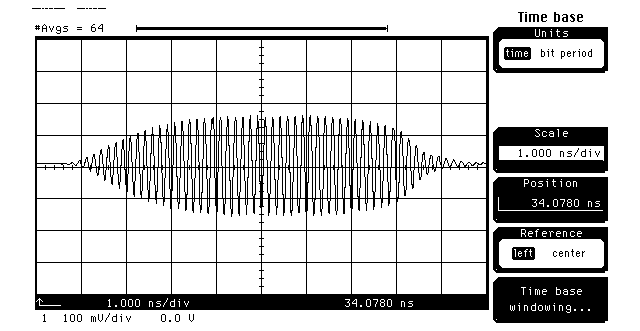 #Avgs = 64
1.000 ns/div
34.0780 ns
1 100 mV/div 0.0 V
Time base
Units
time bit period
Scale
1.000 ns/div
Position
34.0780 ns
Reference
left center
Time base
windowing...